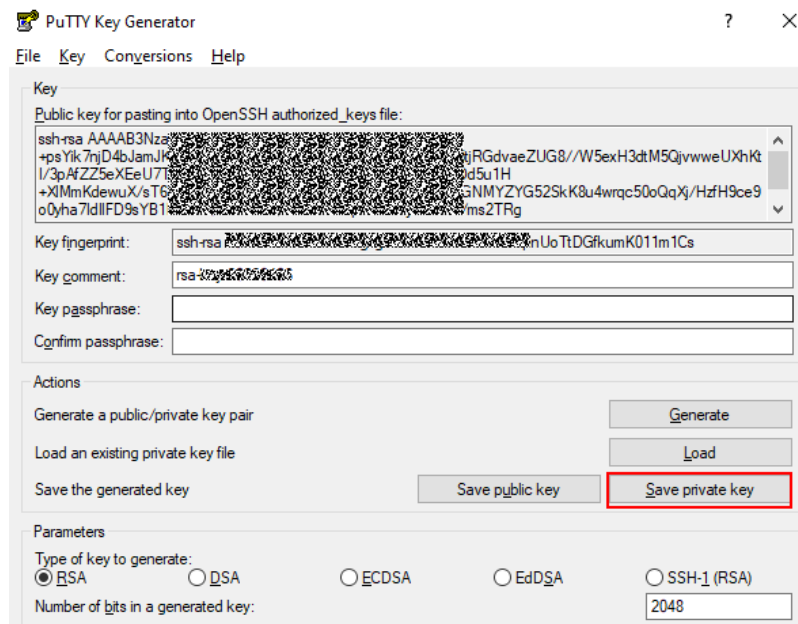 PuTTY Key Generator ?
File Key Conversions Help
Key
Public key for pasting into OpenSSH authorized_keys file:
ssh-rsa AAAAB3Nza
+psYik7njD4bJamJK tjRGdvaeZUG8//W5exH3dtM5QjvwweUXhKt
I/3pAfZZ5eXEeU7T Jd5u1H
+XlMmKdewuX/sT6 GNMYZYG52SkK8u4wrqc50oQqXj/HzfH9ce9
o0yha7IdIlFD9sYB1 /ms2TRg
Key fingerprint: ssh-rsa nUoTtDGfkumK011m1Cs
Key comment: rsa-
Key passphrase:
Confirm passphrase:
Actions
Generate a public/private key pair Generate
Load an existing private key file Load
Save the generated key Save public key Save private key
Parameters
Type of key to generate:
RSA DSA ECDSA EdDSA SSH-1 (RSA)
Number of bits in a generated key: 2048